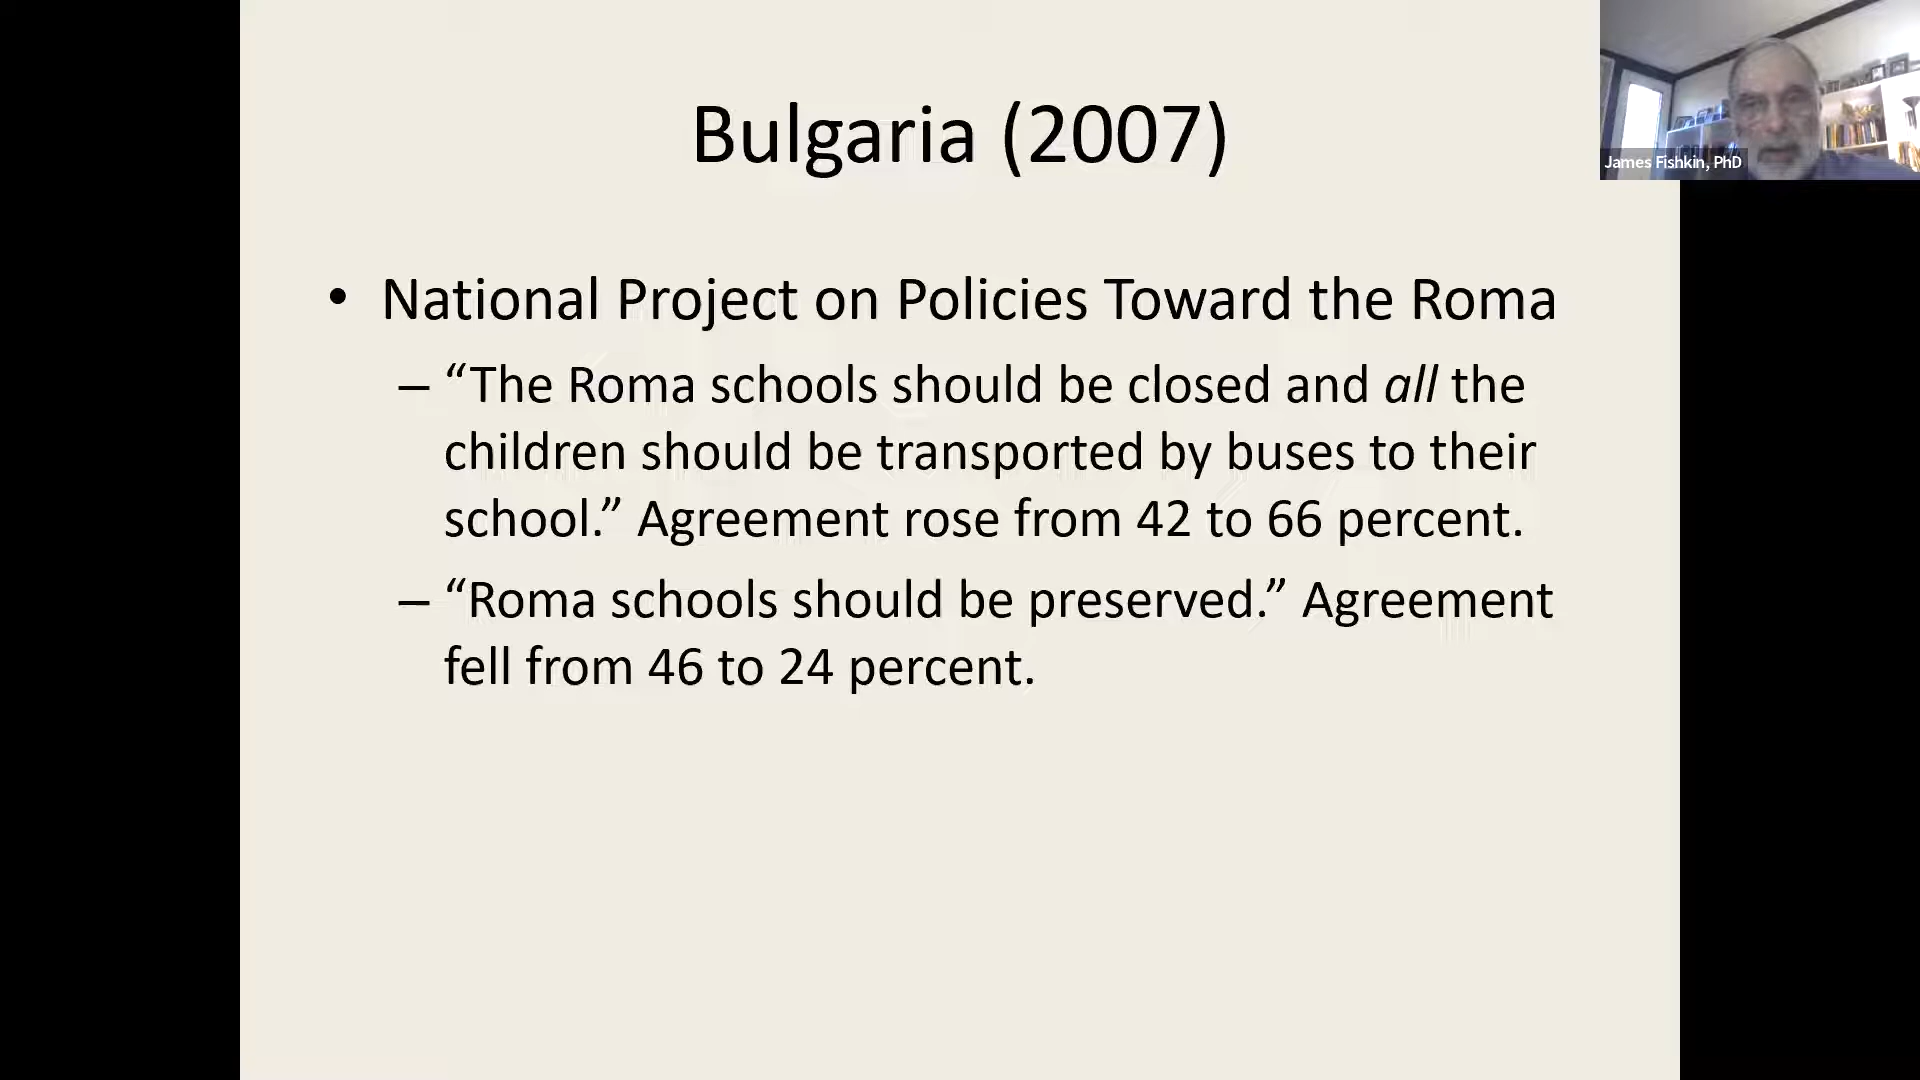 Bulgaria (2007)
James Fishkin, PhD
• National Project on Policies Toward the Roma
– “The Roma schools should be closed and all the
children should be transported by buses to their
school.” Agreement rose from 42 to 66 percent.
– “Roma schools should be preserved.” Agreement
fell from 46 to 24 percent.